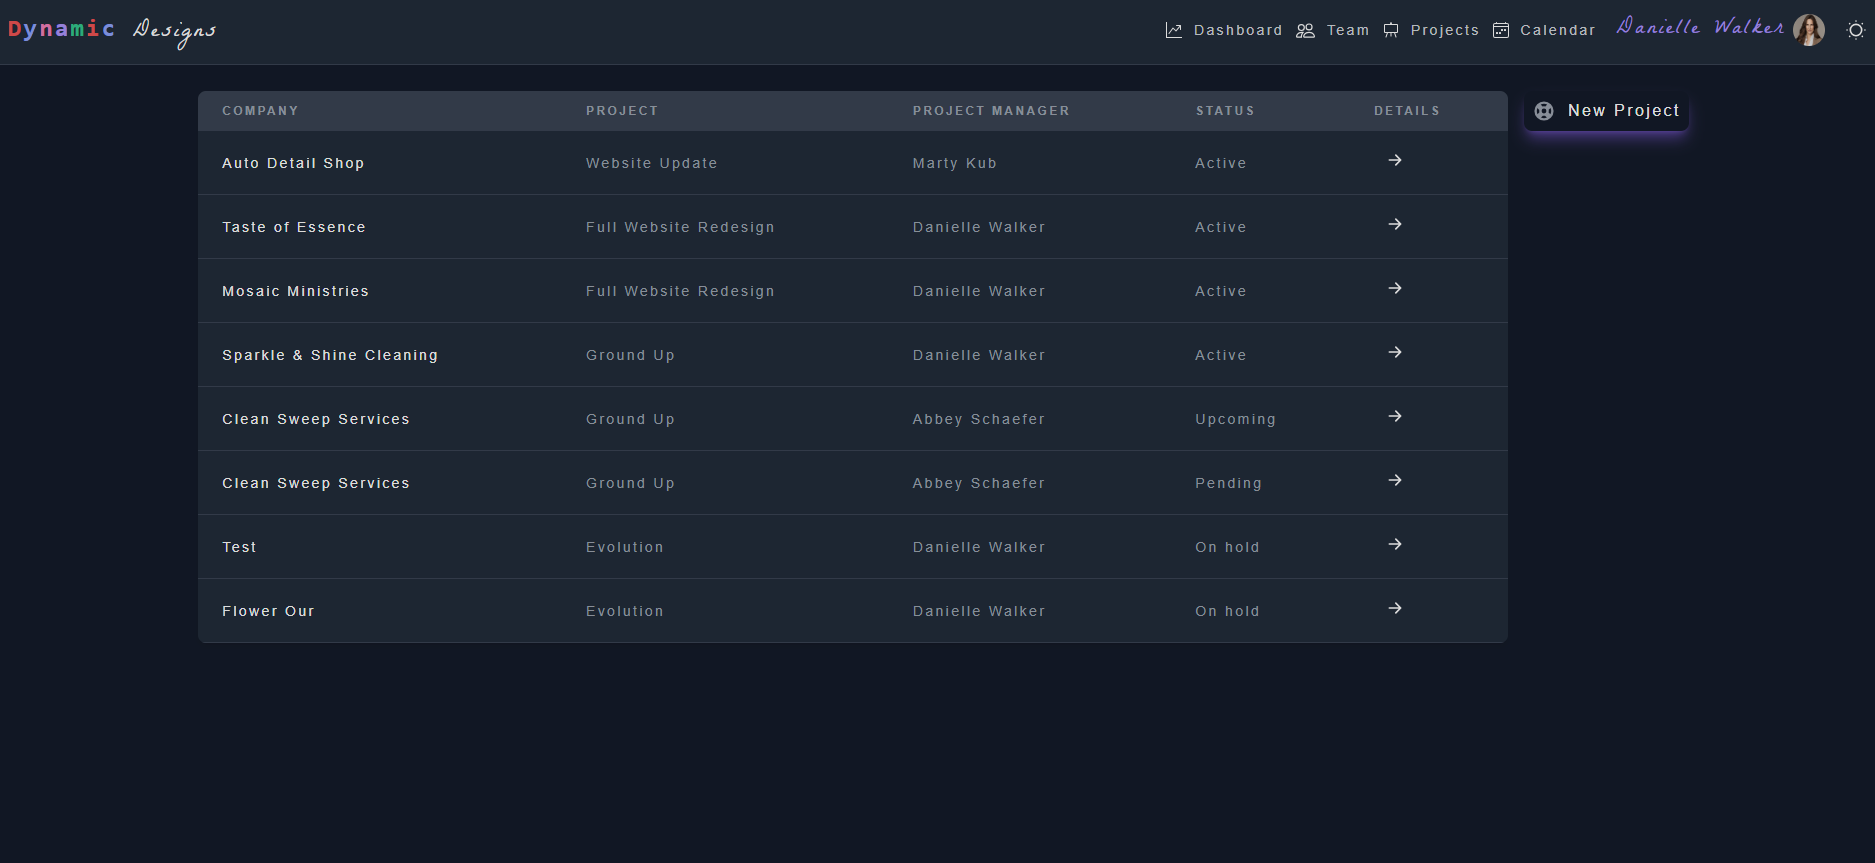 Dynamic Designs Dashboard Team Projects Calendar Danielle Walker
COMPANY PROJECT PROJECT MANAGER STATUS DETAILS
New Project
Auto Detail Shop Website Update Marty Kub Active
Taste of Essence Full Website Redesign Danielle Walker Active
Mosaic Ministries Full Website Redesign Danielle Walker Active
Sparkle & Shine Cleaning Ground Up Danielle Walker Active
Clean Sweep Services Ground Up Abbey Schaefer Upcoming
Clean Sweep Services Ground Up Abbey Schaefer Pending
Test Evolution Danielle Walker On hold
Flower Our Evolution Danielle Walker On hold